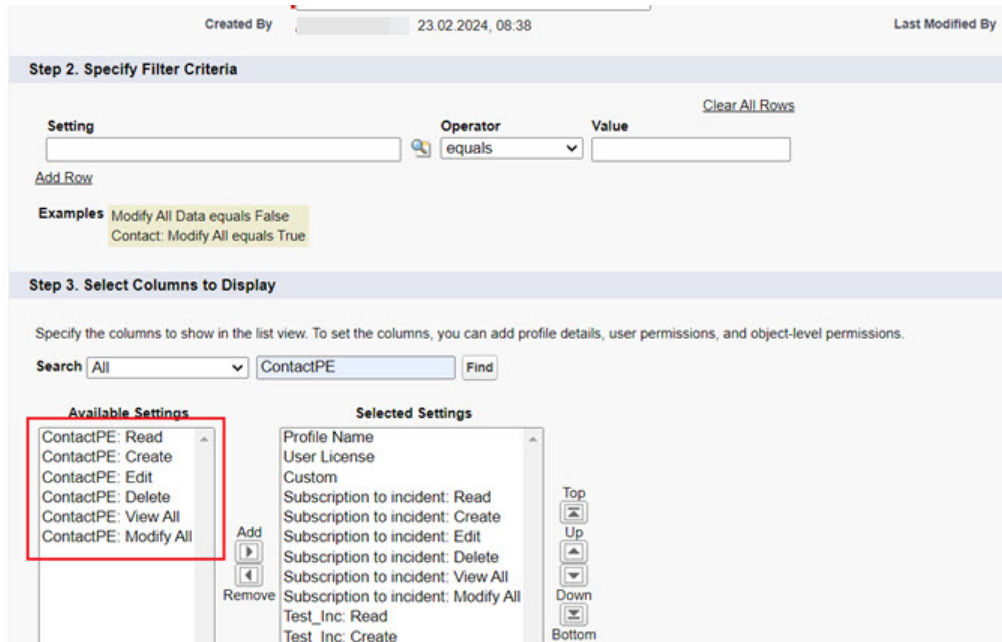 Created By 23.02.2024, 08:38 Last Modified By
Step 2. Specify Filter Criteria
Clear All Rows
Setting Operator Value
equals
Add Row
Examples Modify All Data equals False
Contact: Modify All equals True
Step 3. Select Columns to Display
Specify the columns to show in the list view. To set the columns, you can add profile details, user permissions, and object-level permissions.
Search All ContactPE Find
Available Settings
ContactPE: Read
ContactPE: Create
ContactPE: Edit
ContactPE: Delete
ContactPE: View All
ContactPE: Modify All
Add
Remove
Selected Settings
Profile Name
User License
Custom
Subscription to incident: Read
Subscription to incident: Create
Subscription to incident: Edit
Subscription to incident: Delete
Subscription to incident: View All
Subscription to incident: Modify All
Test_Inc: Read
Test_Inc: Create
Top
Up
Down
Bottom